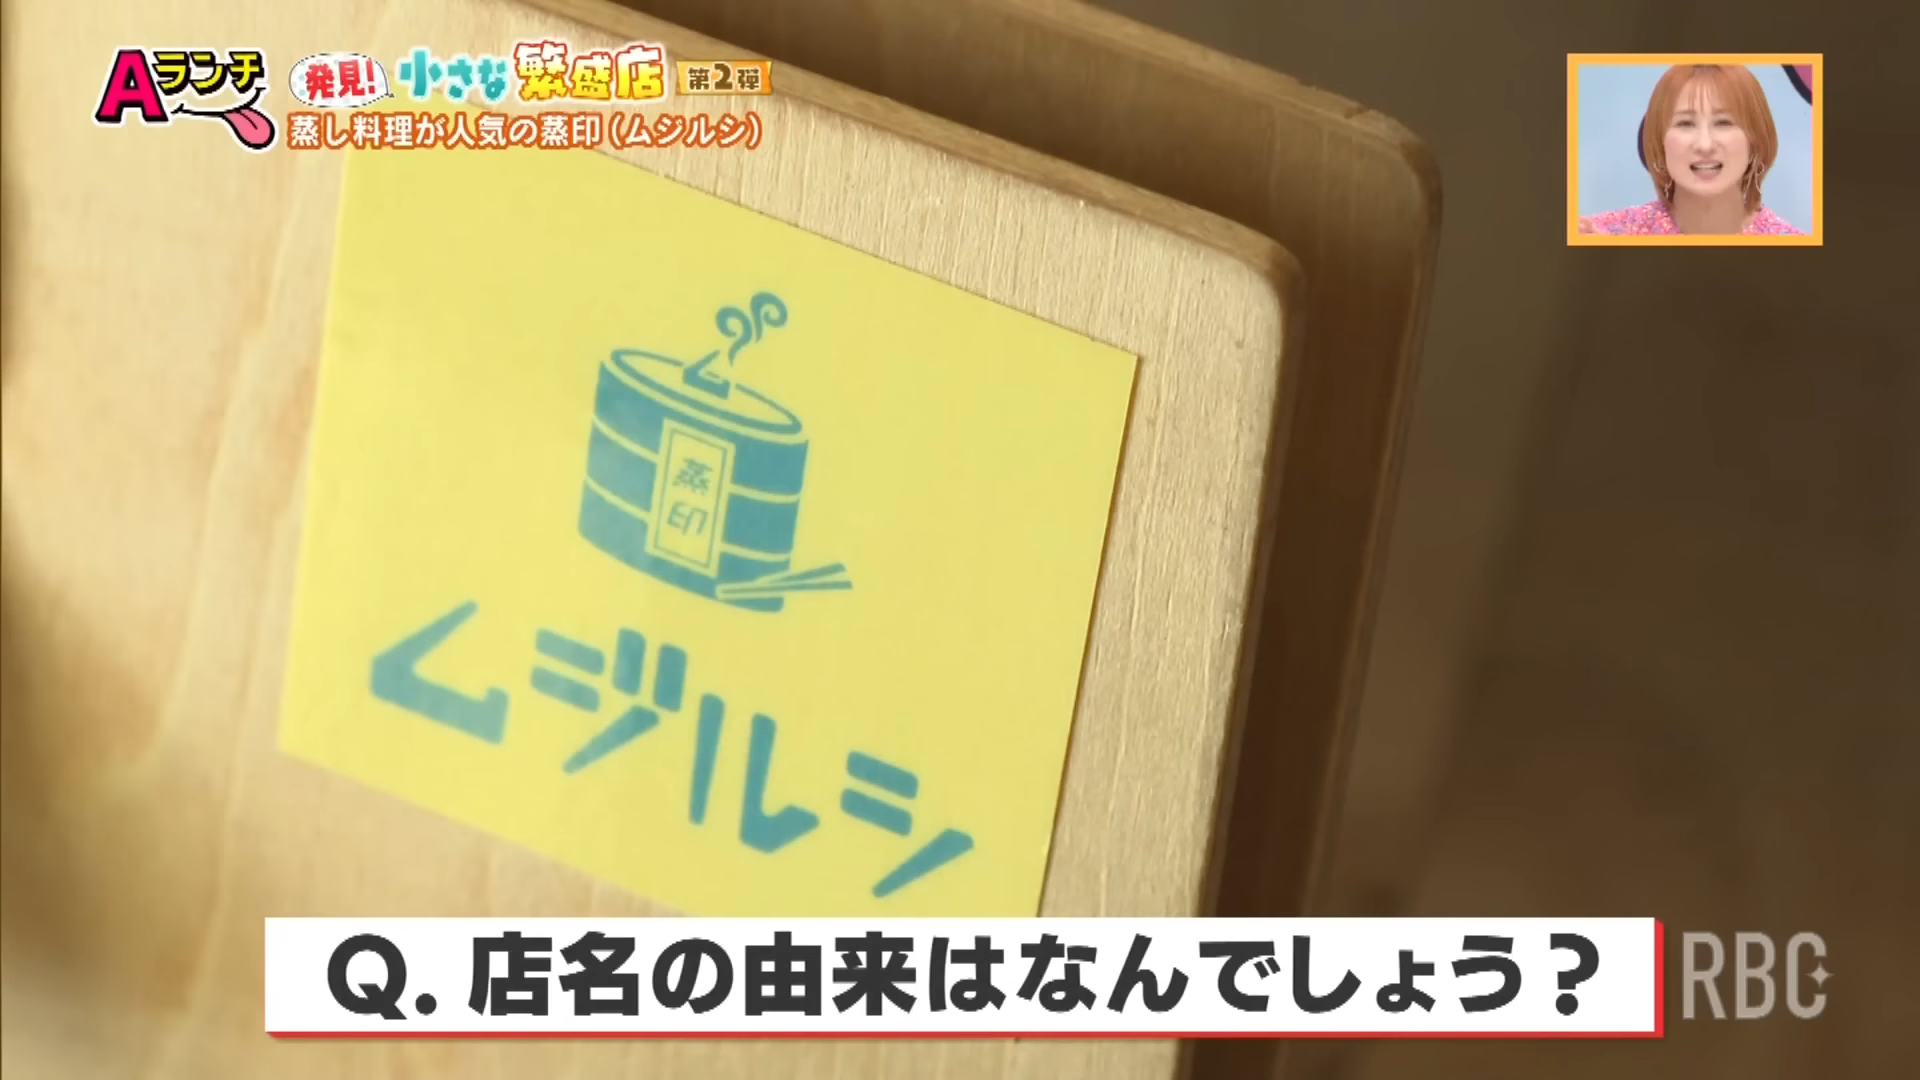 Aランチ
発見! 小さな繁盛店 第2弾
蒸し料理が人気の蒸印(ムジルシ)
蒸印
ムジルシ
Q. 店名の由来はなんでしょう?
RBC